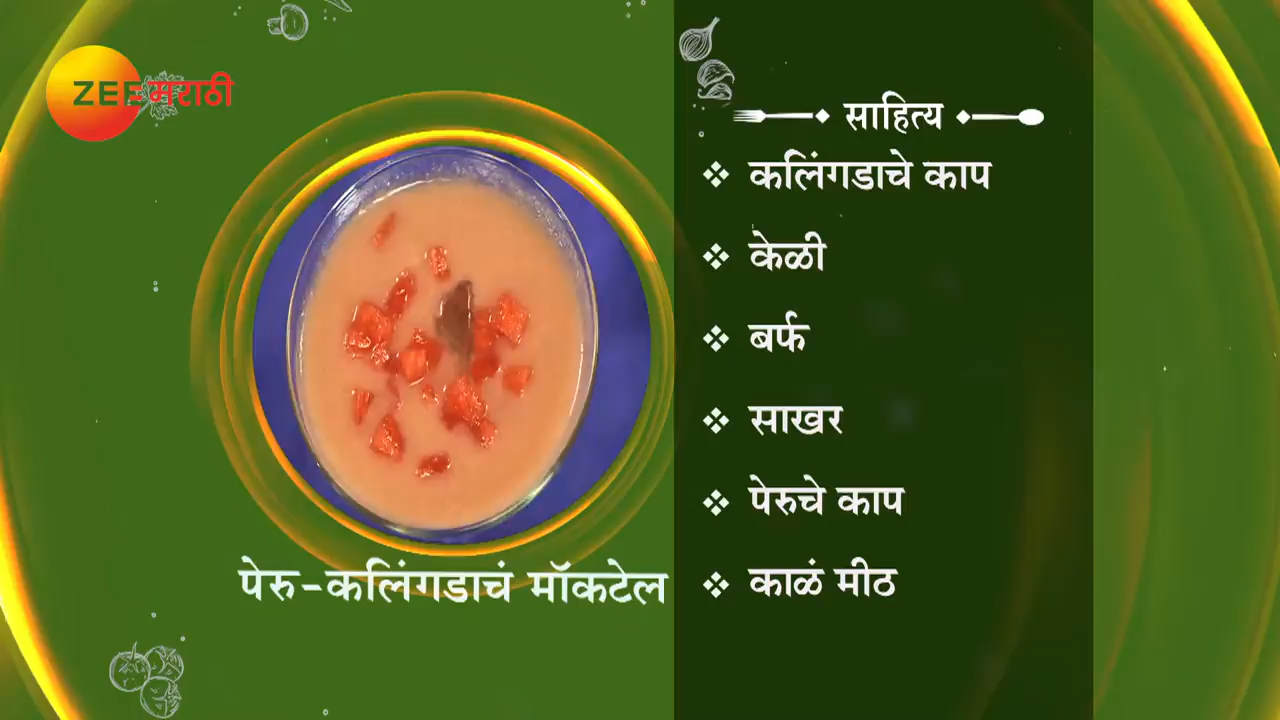 ZEE मराठी
साहित्य
कलिंगडाचे काप
केळी
बर्फ
साखर
पेरुचे काप
काळं मीठ
पेरु-कलिंगडाचं मॉकटेल